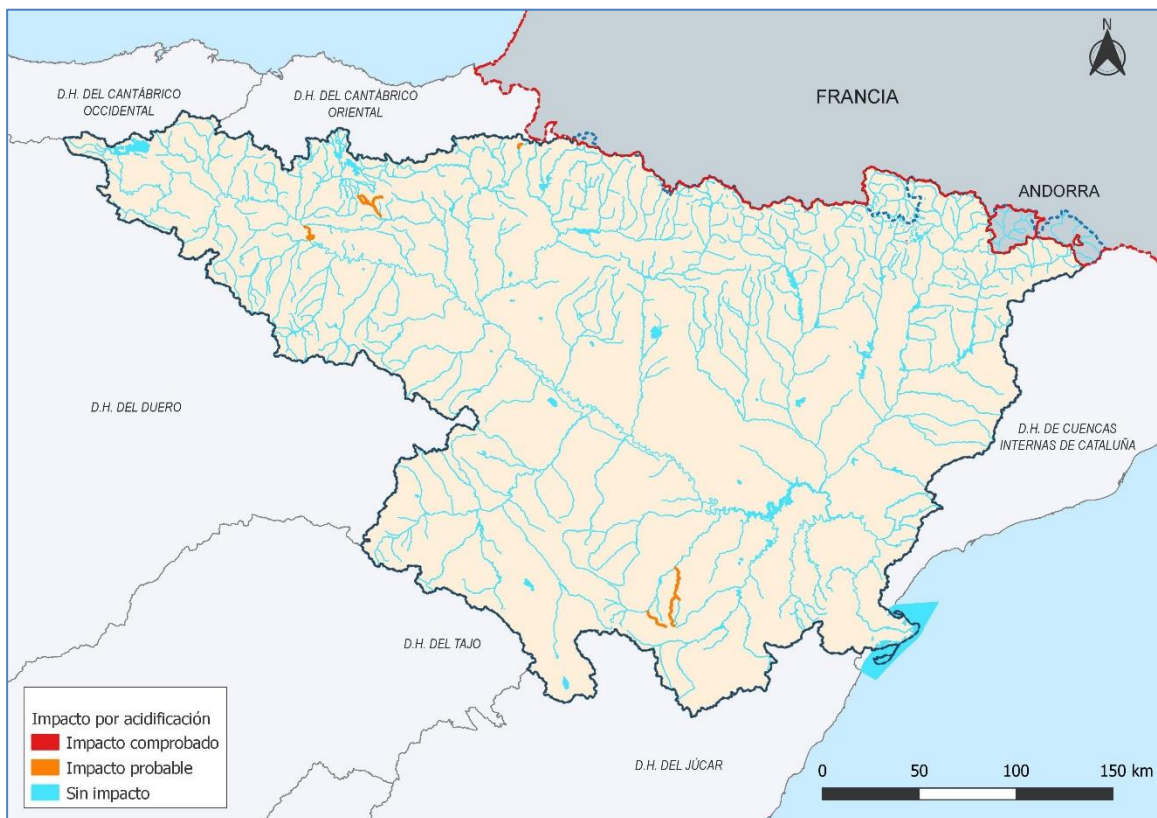 N
D.H. DEL CANTÁBRICO
OCCIDENTAL
D.H. DEL CANTÁBRICO
ORIENTAL
FRANCIA
ANDORRA
D.H. DEL DUERO
D.H. DE CUENCAS
INTERNAS DE CATALUÑA
D.H. DEL TAJO
D.H. DEL JÚCAR
Impacto por acidificación
Impacto comprobado
Impacto probable
Sin impacto
0 50 100 150 km